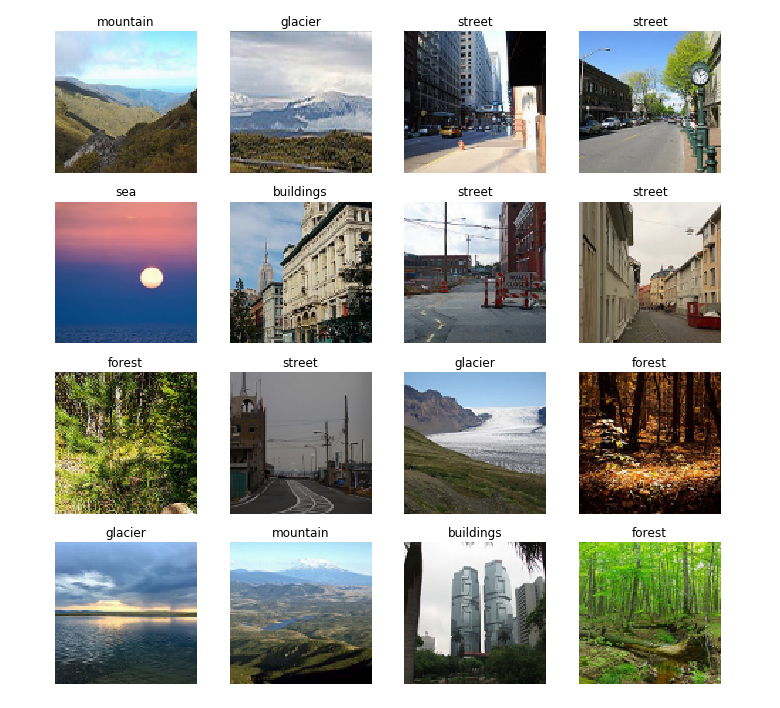 mountain glacier street street
sea buildings street street
forest street glacier forest
glacier mountain buildings forest